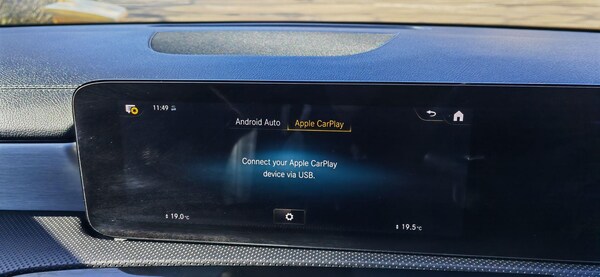 11:49
Android Auto Apple CarPlay
Connect your Apple CarPlay
device via USB.
19.0°C
19.5°C